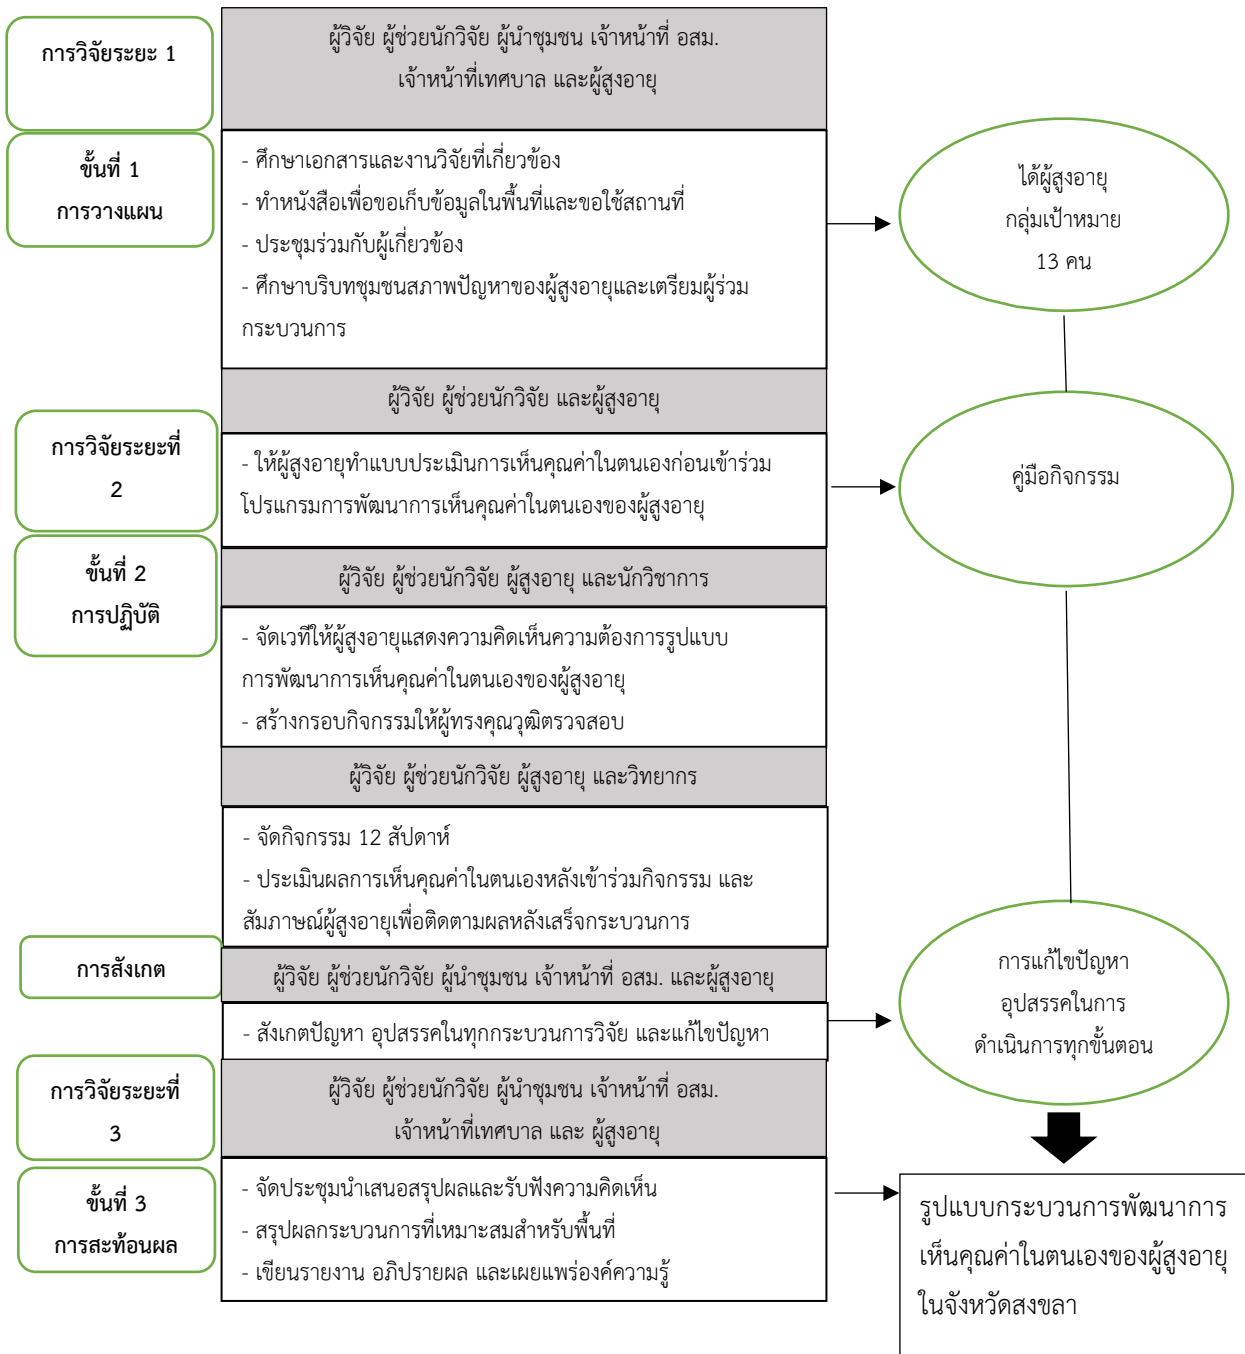 การวิจัยระยะ 1
ผู้วิจัย ผู้ช่วยนักวิจัย ผู้นำชุมชน เจ้าหน้าที่ อสม.
เจ้าหน้าที่เทศบาล และผู้สูงอายุ
ขั้นที่ 1
การวางแผน
- ศึกษาเอกสารและงานวิจัยที่เกี่ยวข้อง
- ทำหนังสือเพื่อขอเก็บข้อมูลในพื้นที่และขอใช้สถานที่
- ประชุมร่วมกับผู้เกี่ยวข้อง
- ศึกษาบริบทชุมชนสภาพปัญหาของผู้สูงอายุและเตรียมผู้ร่วม
กระบวนการ
ได้ผู้สูงอายุ
กลุ่มเป้าหมาย
13 คน
ผู้วิจัย ผู้ช่วยนักวิจัย และผู้สูงอายุ
การวิจัยระยะที่
2
- ให้ผู้สูงอายุทำแบบประเมินการเห็นคุณค่าในตนเองก่อนเข้าร่วม
โปรแกรมการพัฒนาการเห็นคุณค่าในตนเองของผู้สูงอายุ
คู่มือกิจกรรม
ขั้นที่ 2
การปฏิบัติ
ผู้วิจัย ผู้ช่วยนักวิจัย ผู้สูงอายุ และนักวิชาการ
- จัดเวทีให้ผู้สูงอายุแสดงความคิดเห็นความต้องการรูปแบบ
การพัฒนาการเห็นคุณค่าในตนเองของผู้สูงอายุ
- สร้างกรอบกิจกรรมให้ผู้ทรงคุณวุฒิตรวจสอบ
ผู้วิจัย ผู้ช่วยนักวิจัย ผู้สูงอายุ และวิทยากร
- จัดกิจกรรม 12 สัปดาห์
- ประเมินผลการเห็นคุณค่าในตนเองหลังเข้าร่วมกิจกรรม และ
สัมภาษณ์ผู้สูงอายุเพื่อติดตามผลหลังเสร็จกระบวนการ
การสังเกต
ผู้วิจัย ผู้ช่วยนักวิจัย ผู้นำชุมชน เจ้าหน้าที่ อสม. และผู้สูงอายุ
- สังเกตปัญหา อุปสรรคในทุกกระบวนการวิจัย และแก้ไขปัญหา
การแก้ไขปัญหา
อุปสรรคในการ
ดำเนินการทุกขั้นตอน
การวิจัยระยะที่
3
ผู้วิจัย ผู้ช่วยนักวิจัย ผู้นำชุมชน เจ้าหน้าที่ อสม.
เจ้าหน้าที่เทศบาล และ ผู้สูงอายุ
ขั้นที่ 3
การสะท้อนผล
- จัดประชุมนำเสนอสรุปผลและรับฟังความคิดเห็น
- สรุปผลกระบวนการที่เหมาะสมสำหรับพื้นที่
- เขียนรายงาน อภิปรายผล และเผยแพร่องค์ความรู้
รูปแบบกระบวนการพัฒนาการ
เห็นคุณค่าในตนเองของผู้สูงอายุ
ในจังหวัดสงขลา